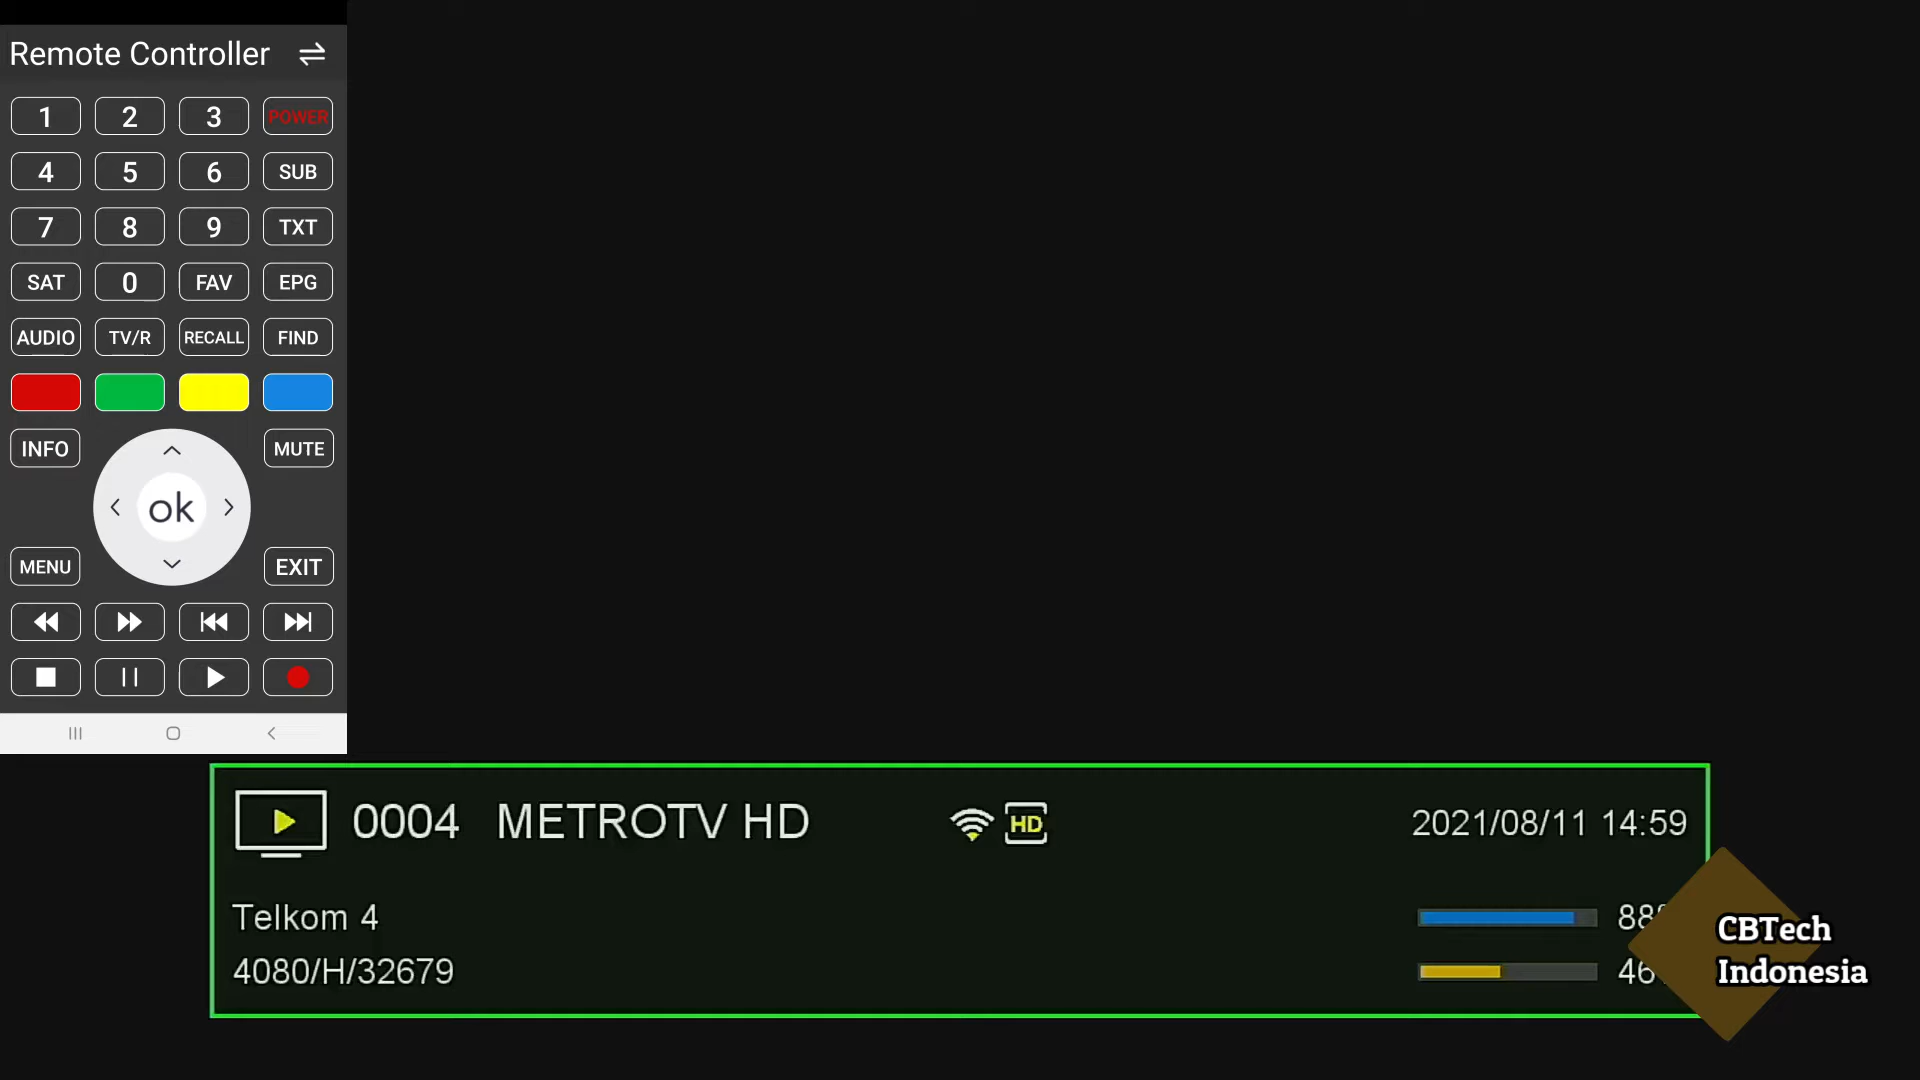 Remote Controller
1 2 3 POWER
4 5 6 SUB
7 8 9 TXT
SAT 0 FAV EPG
AUDIO TV/R RECALL FIND
INFO MUTE
ok
MENU EXIT
0004 METROTV HD HD 2021/08/11 14:59
Telkom 4 88
4080/H/32679 46
CBTech
Indonesia